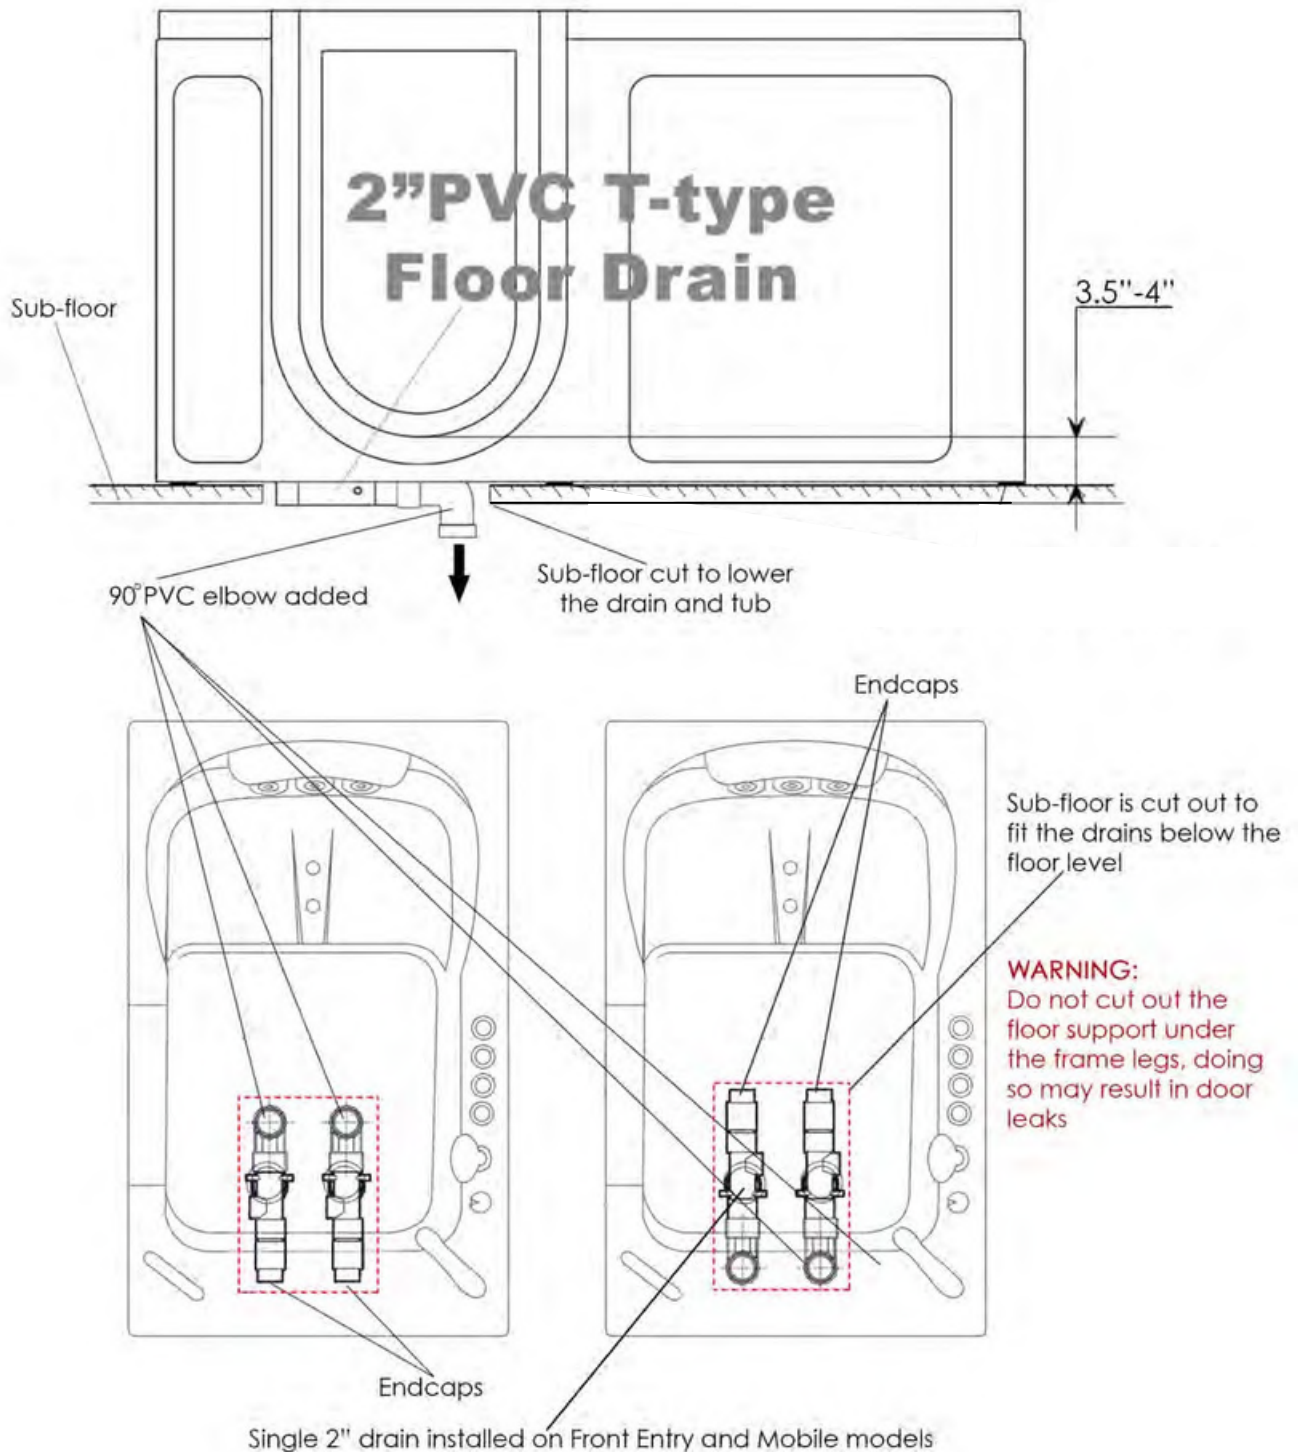 2”PVC T-type
Floor Drain
Sub-floor
3.5"-4"
90°PVC elbow added
Sub-floor cut to lower
the drain and tub
Endcaps
Sub-floor is cut out to
fit the drains below the
floor level
WARNING:
Do not cut out the
floor support under
the frame legs, doing
so may result in door
leaks
Endcaps
Single 2" drain installed on Front Entry and Mobile models